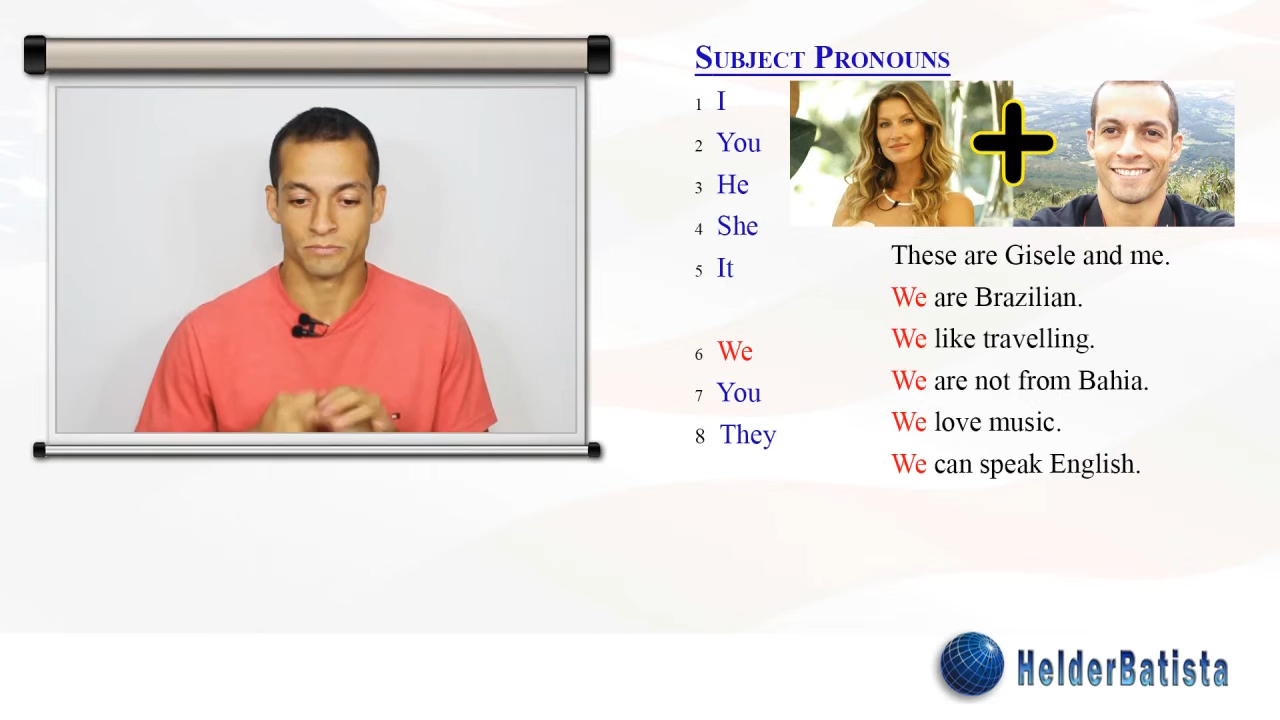 SUBJECT PRONOUNS
1 I
2 You
3 He
4 She
5 It
6 We
7 You
8 They
These are Gisele and me.
We are Brazilian.
We like travelling.
We are not from Bahia.
We love music.
We can speak English.
HelderBatista